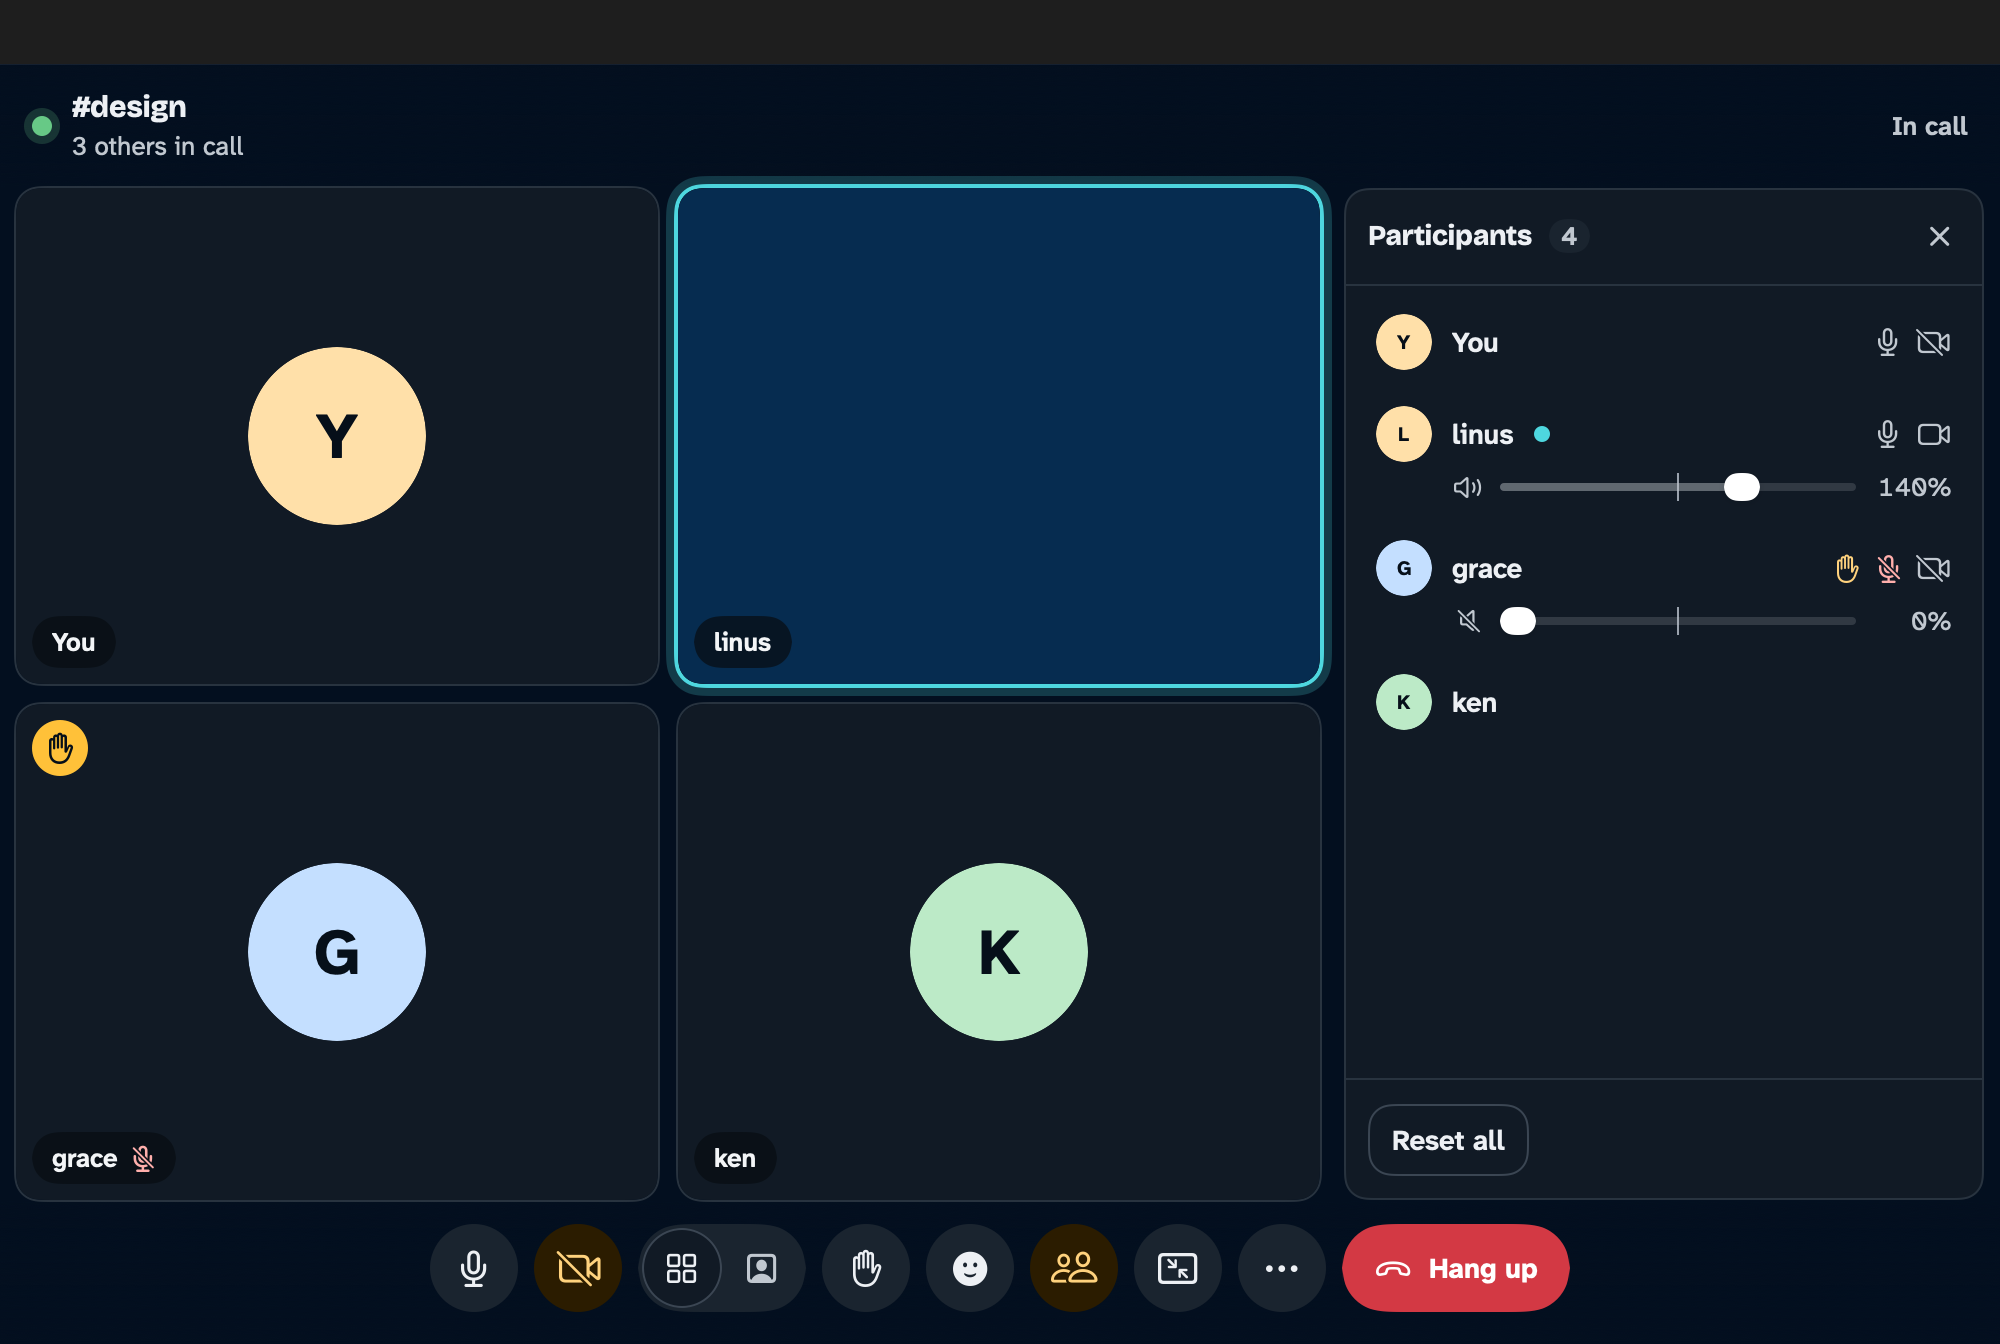 #design
3 others in call
In call
Y
You
linus
G
grace
K
ken
Participants 4
Y You
L linus
140%
G grace
0%
K ken
Reset all
Hang up